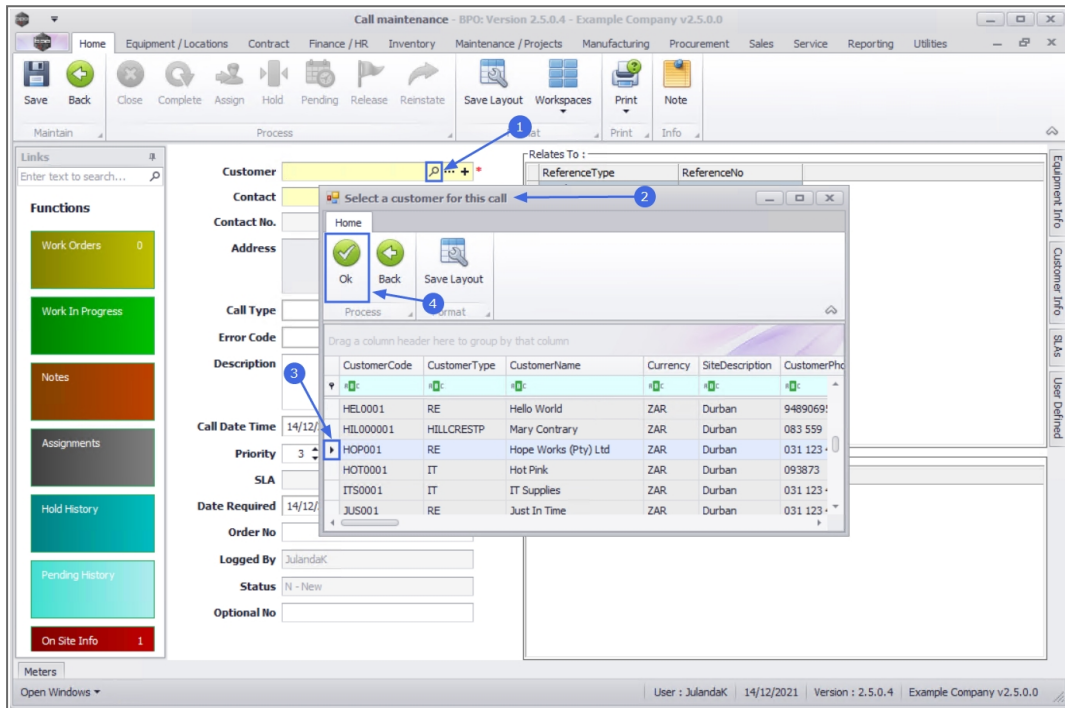 Call maintenance - BPO: Version 2.5.0.4 - Example Company v2.5.0.0
Home Equipment / Locations Contract Finance / HR Inventory Maintenance / Projects Manufacturing Procurement Sales Service Reporting Utilities
Save Back Close Complete Assign Hold Pending Release Reinstate Save Layout Workspaces Print Note
Maintain Process at Print Info
1
Links
Enter text to search...
Functions
Work Orders 0
Work In Progress
Notes
Assignments
Hold History
Pending History
On Site Info 1
Customer *
Contact
Contact No.
Address
Call Type
Error Code
Description
Call Date Time 14/12/
Priority 3
SLA
Date Required 14/12/
Order No
Logged By JulandaK
Status N - New
Optional No
Relates To :
ReferenceType ReferenceNo
Select a customer for this call
2
Home
Ok Back Save Layout
4
Process ormat
Drag a column header here to group by that column
CustomerCode CustomerType CustomerName Currency SiteDescription CustomerPho
3
HEL0001 RE Hello World ZAR Durban 9489069
HIL000001 HILLCRESTP Mary Contrary ZAR Durban 083 559
HOP001 RE Hope Works (Pty) Ltd ZAR Durban 031 123
HOT0001 IT Hot Pink ZAR Durban 093873
ITS0001 IT IT Supplies ZAR Durban 031 123
JUS001 RE Just In Time ZAR Durban 031 123
Equipment Info
Customer Info
SLAs
User Defined
Meters
Open Windows
User : JulandaK 14/12/2021 Version : 2.5.0.4 Example Company v2.5.0.0